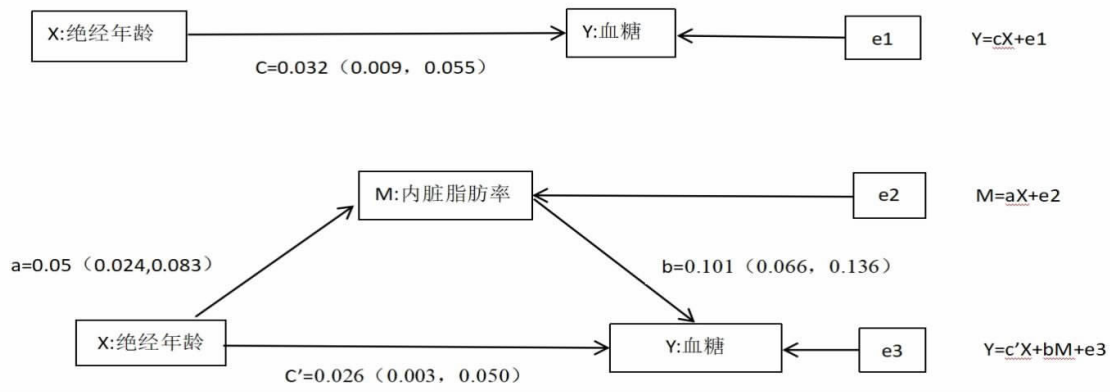 X:绝经年龄
Y:血糖
e1
Y=cX+e1
C=0.032（0.009，0.055）
M:内脏脂肪率
e2
M=aX+e2
a=0.05（0.024,0.083）
b=0.101（0.066，0.136）
X:绝经年龄
Y:血糖
e3
Y=c’X+bM+e3
C’=0.026（0.003，0.050）